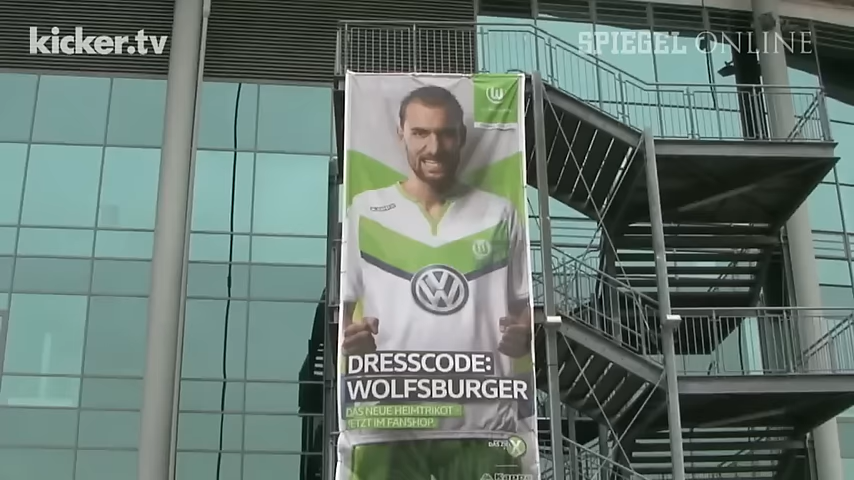 kicker.tv
SPIEGEL ONLINE
DRESSCODE:
WOLFSBURGER
DAS NEUE HEIMTRIKOT -
JETZT IM FANSHOP.